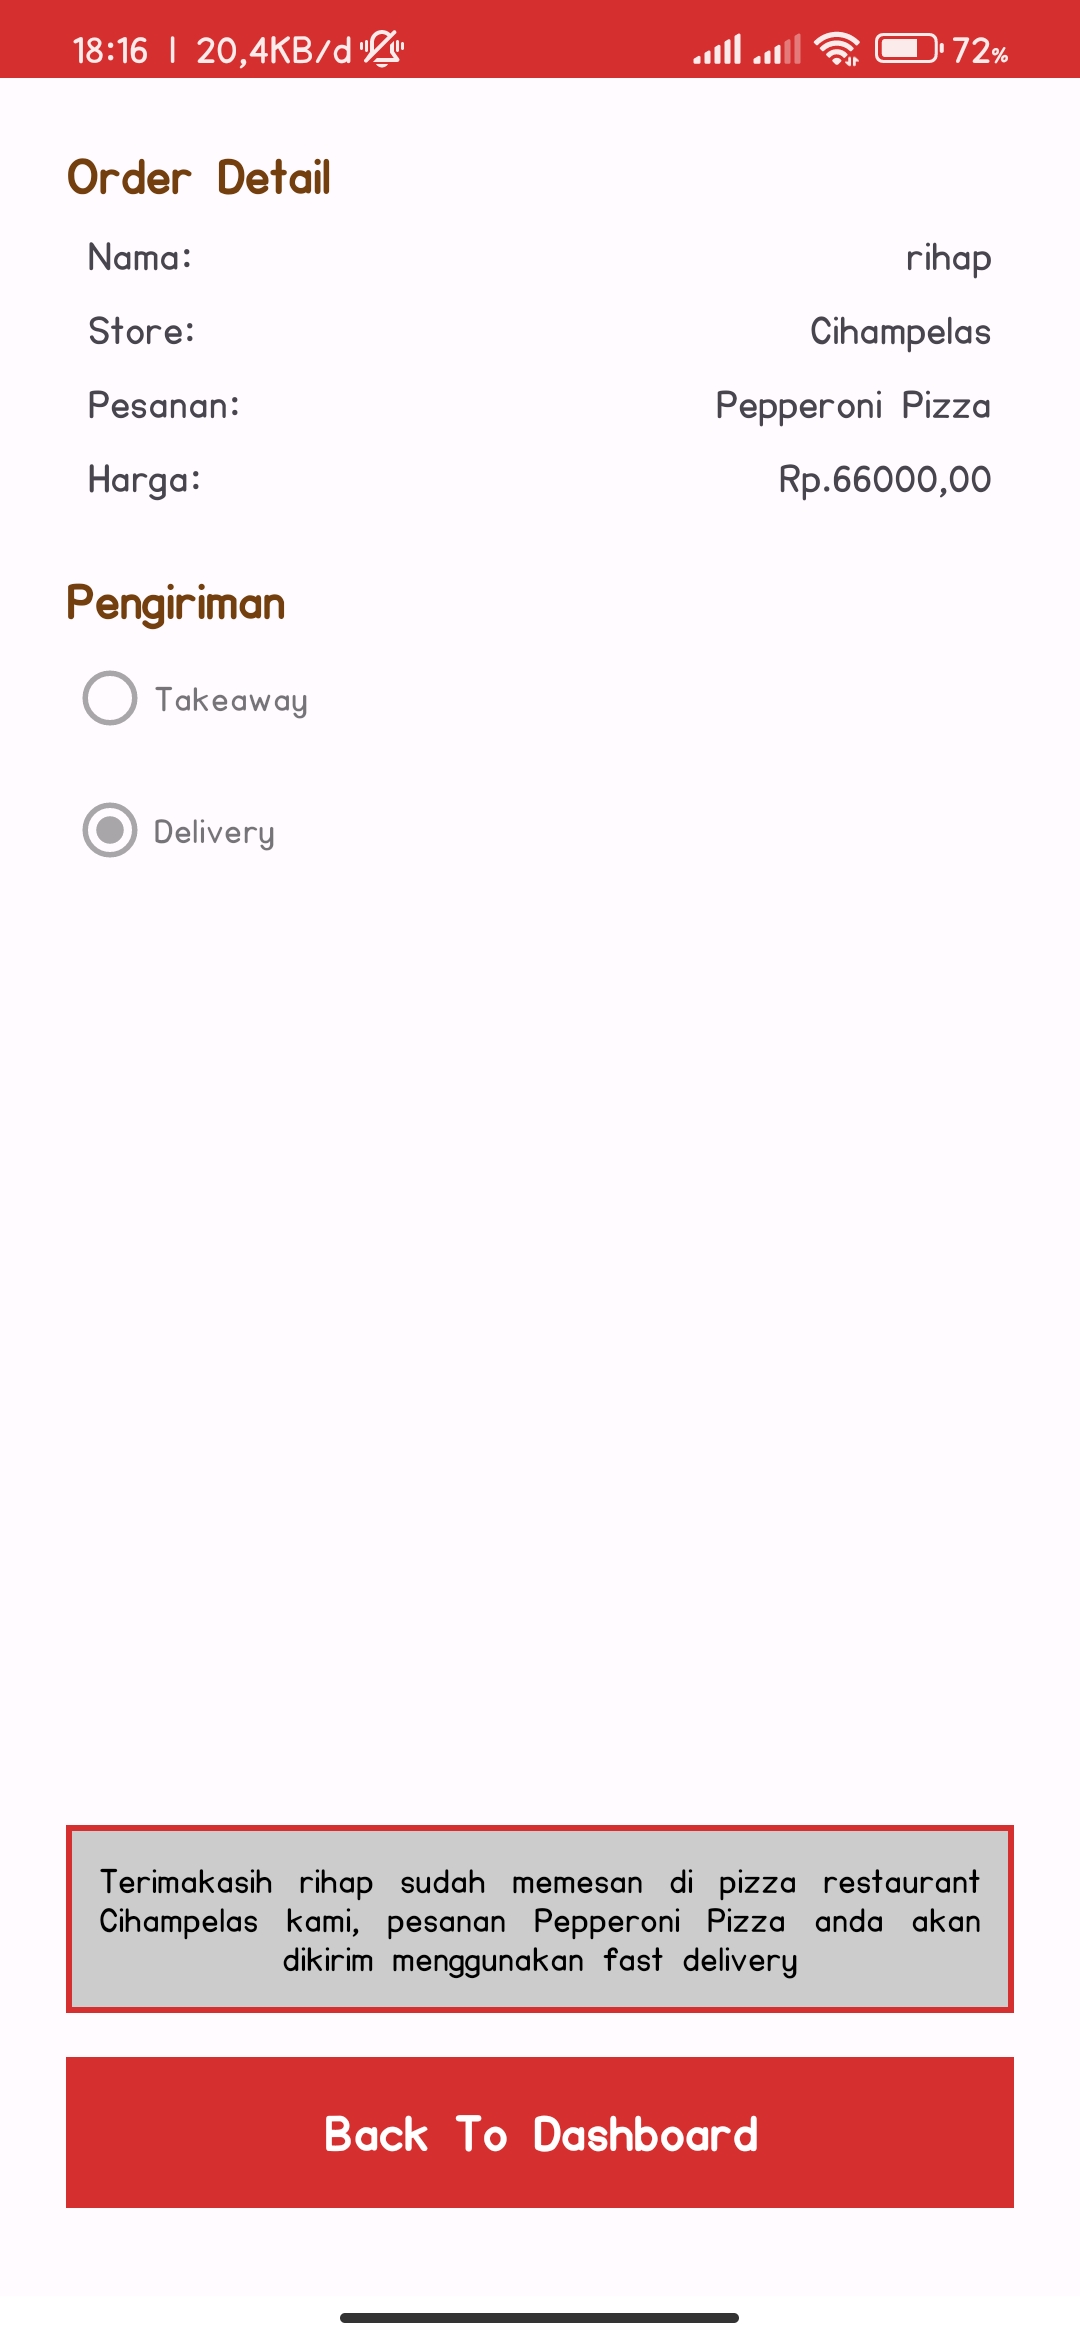 18:16 | 20,4KB/d 72%
Order Detail
Nama: rihap
Store: Cihampelas
Pesanan: Pepperoni Pizza
Harga: Rp.66000,00
Pengiriman
Takeaway
Delivery
Terimakasih rihap sudah memesan di pizza restaurant
Cihampelas kami, pesanan Pepperoni Pizza anda akan
dikirim menggunakan fast delivery
Back To Dashboard